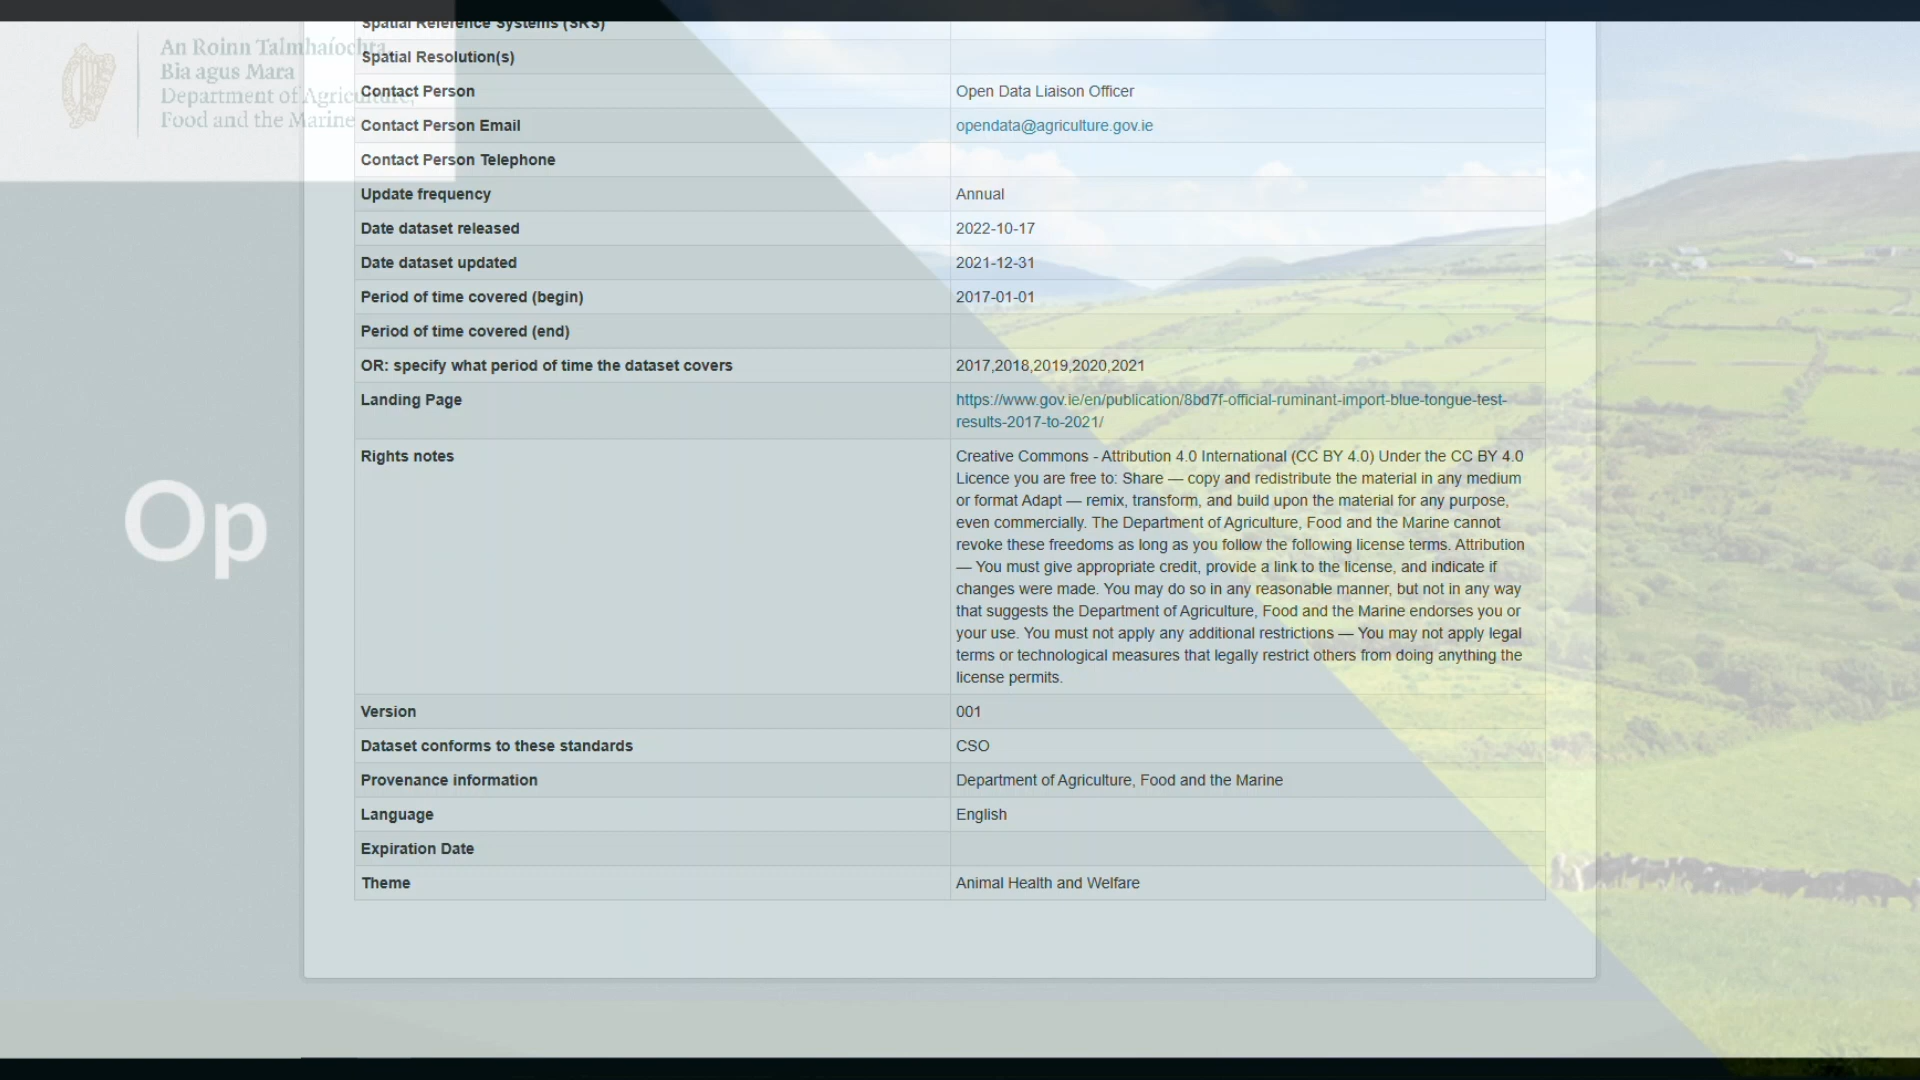 Spatial Reference Systems (SRS)
An Roinn Talmhaíochta,
Bia agus Mara
Department of Agriculture,
Food and the Marine
Spatial Resolution(s)
Contact Person Open Data Liaison Officer
Contact Person Email opendata@agriculture.gov.ie
Contact Person Telephone
Update frequency Annual
Date dataset released 2022-10-17
Date dataset updated 2021-12-31
Period of time covered (begin) 2017-01-01
Period of time covered (end)
OR: specify what period of time the dataset covers 2017,2018,2019,2020,2021
Landing Page https://www.gov.ie/en/publication/8bd7f-official-ruminant-import-blue-tongue-test-
results-2017-to-2021/
Rights notes Creative Commons - Attribution 4.0 International (CC BY 4.0) Under the CC BY 4.0
Licence you are free to: Share — copy and redistribute the material in any medium
or format Adapt — remix, transform, and build upon the material for any purpose,
even commercially. The Department of Agriculture, Food and the Marine cannot
revoke these freedoms as long as you follow the following license terms. Attribution
— You must give appropriate credit, provide a link to the license, and indicate if
changes were made. You may do so in any reasonable manner, but not in any way
that suggests the Department of Agriculture, Food and the Marine endorses you or
your use. You must not apply any additional restrictions — You may not apply legal
terms or technological measures that legally restrict others from doing anything the
license permits.
Op
Version 001
Dataset conforms to these standards CSO
Provenance information Department of Agriculture, Food and the Marine
Language English
Expiration Date
Theme Animal Health and Welfare